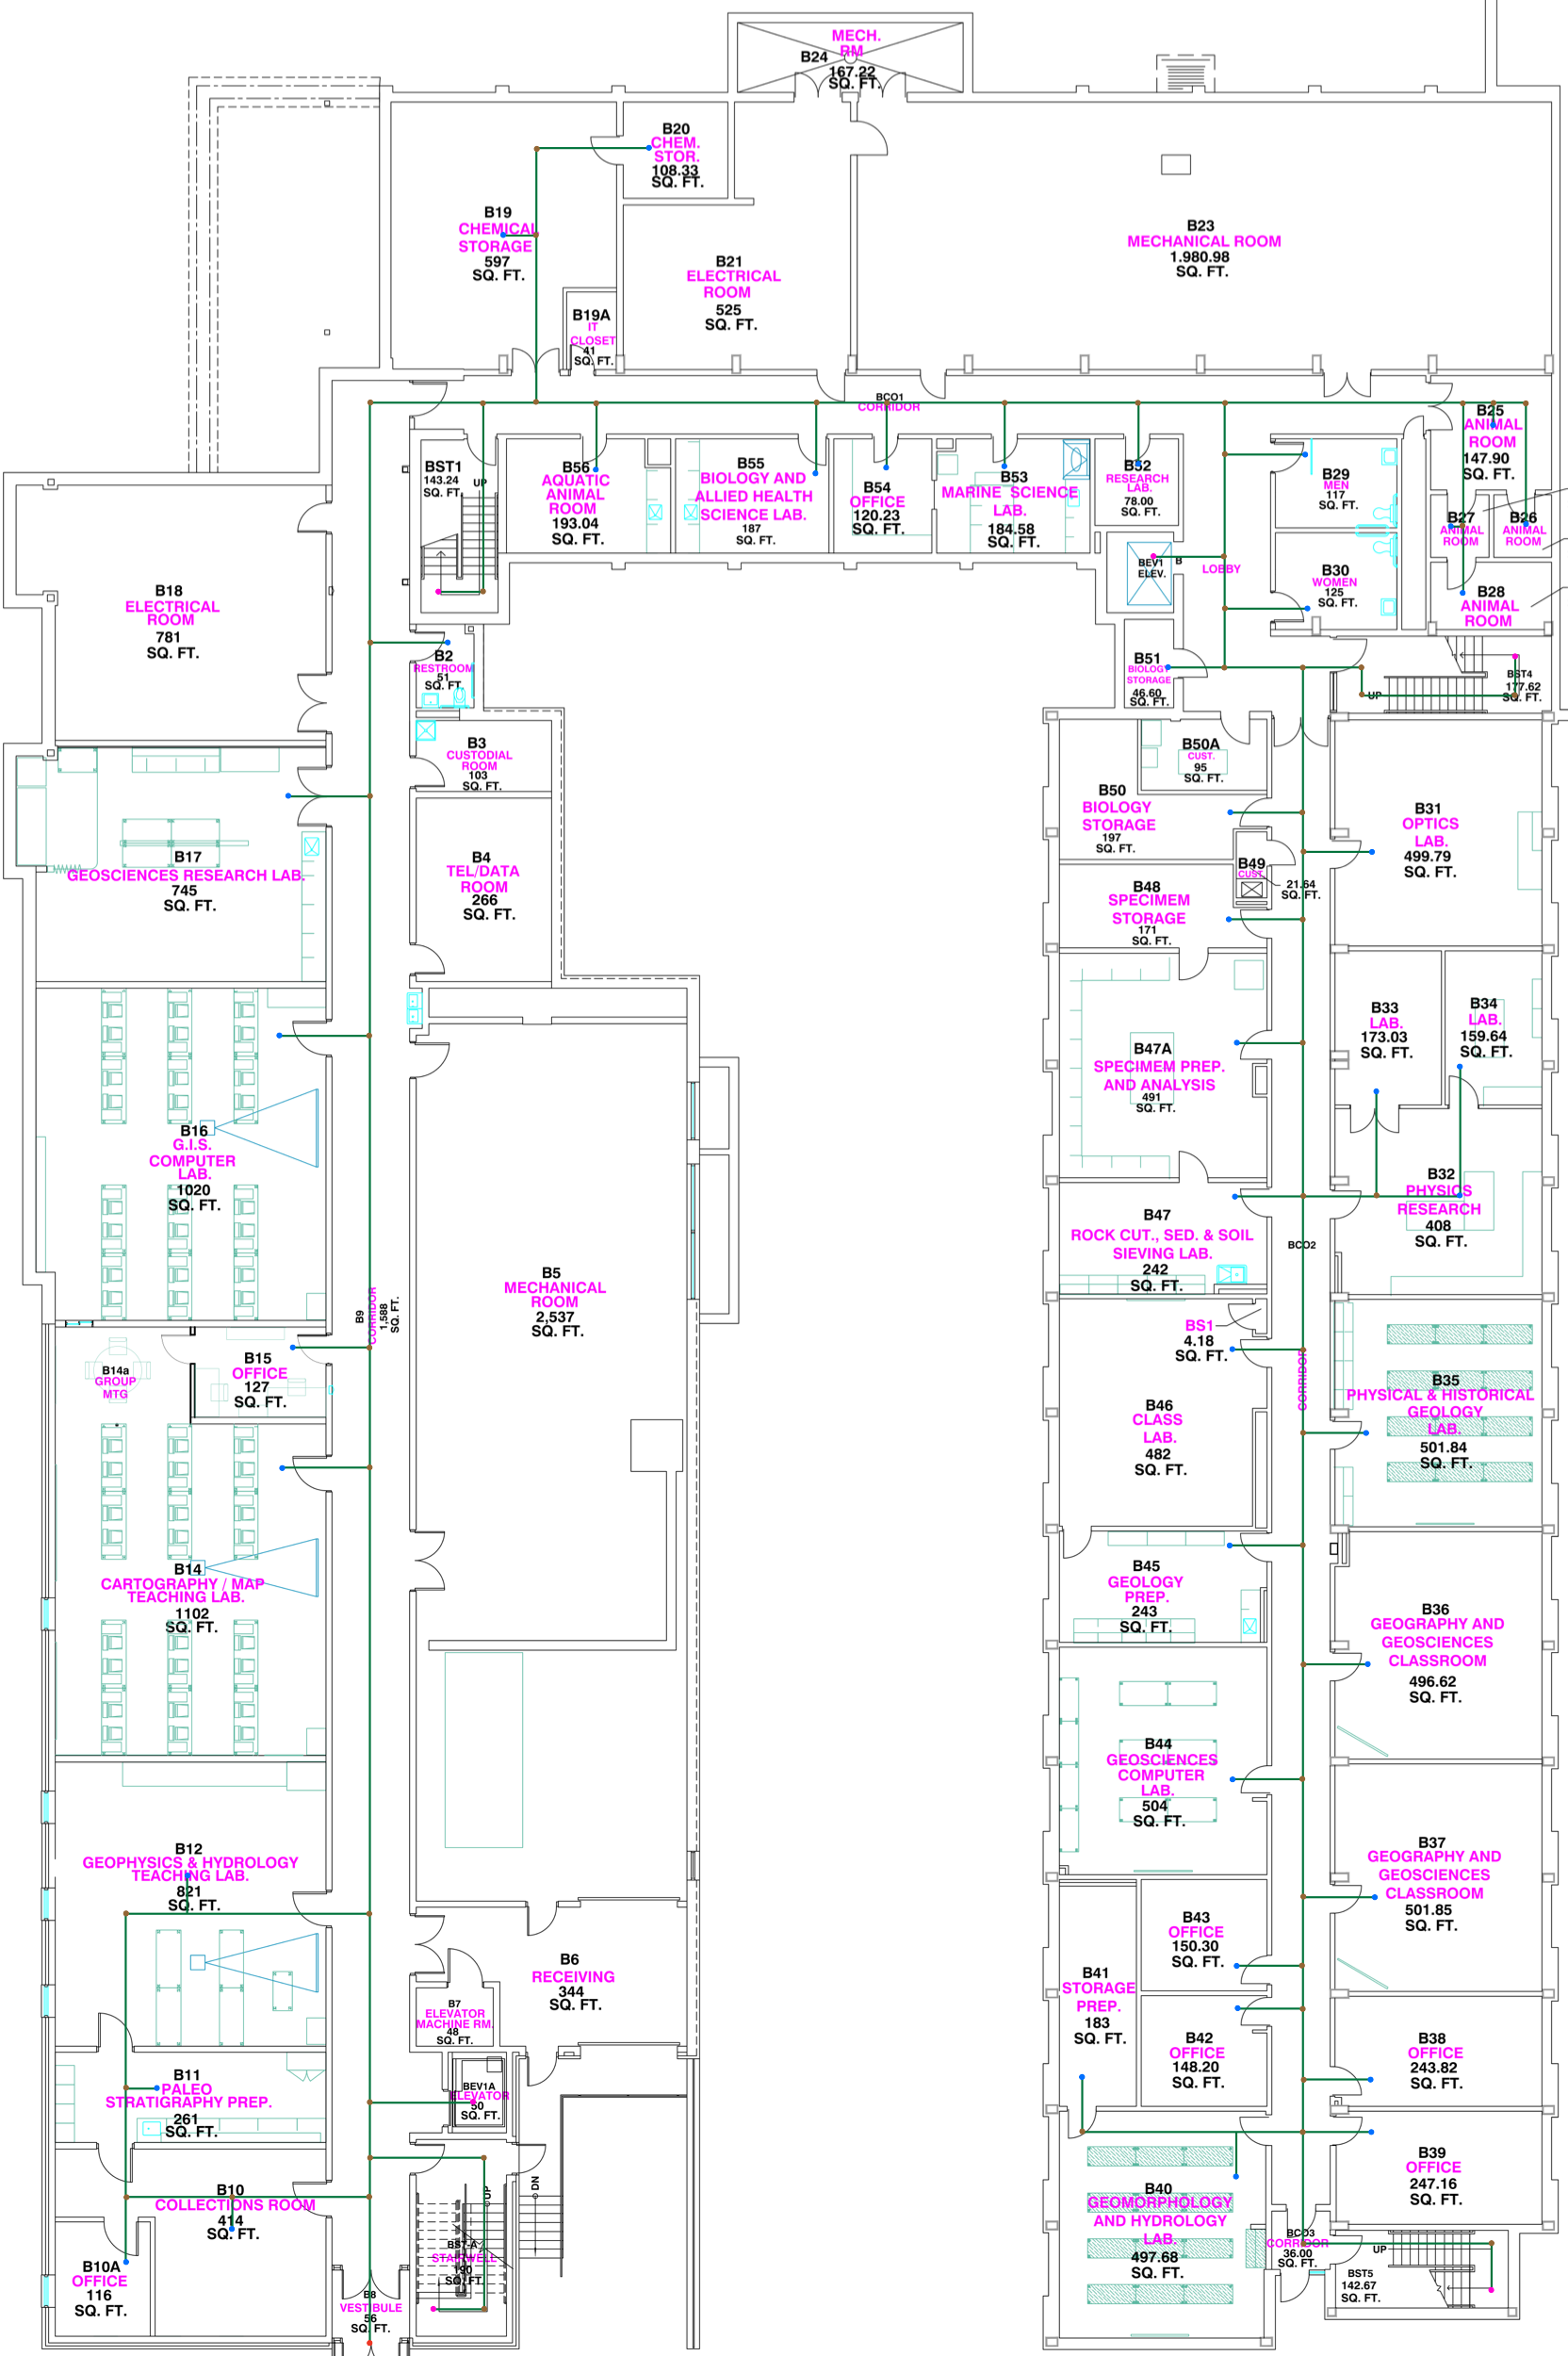 MECH.
RM
B24
167.22
SQ. FT.
B20
CHEM.
STOR.
108.33
SQ. FT.
B19
CHEMICAL
STORAGE
597
SQ. FT.
B21
ELECTRICAL
ROOM
525
SQ. FT.
B23
MECHANICAL ROOM
1.980.98
SQ. FT.
B19A
IT
CLOSET
41
SQ. FT.
BCO1
CORRIDOR
B25
ANIMAL
ROOM
147.90
SQ. FT.
BST1
143.24
SQ. FT.
UP
B56
AQUATIC
ANIMAL
ROOM
193.04
SQ. FT.
B55
BIOLOGY AND
ALLIED HEALTH
SCIENCE LAB.
187
SQ. FT.
B54
OFFICE
120.23
SQ. FT.
B53
MARINE SCIENCE
LAB.
184.58
SQ. FT.
B52
RESEARCH
LAB.
78.00
SQ. FT.
B29
MEN
117
SQ. FT.
B27
ANIMAL
ROOM
B26
ANIMAL
ROOM
BEV1
ELEV.
B
LOBBY
B30
WOMEN
125
SQ. FT.
B28
ANIMAL
ROOM
B18
ELECTRICAL
ROOM
781
SQ. FT.
B2
RESTROOM
51
SQ. FT.
B51
BIOLOGY
STORAGE
46.60
SQ. FT.
UP
BST4
177.62
SQ. FT.
B3
CUSTODIAL
ROOM
103
SQ. FT.
B50A
CUST.
95
SQ. FT.
B50
BIOLOGY
STORAGE
197
SQ. FT.
B31
OPTICS
LAB.
499.79
SQ. FT.
B17
GEOSCIENCES RESEARCH LAB.
745
SQ. FT.
B4
TEL/DATA
ROOM
266
SQ. FT.
B49
CUST.
21.64
SQ. FT.
B48
SPECIMEM
STORAGE
171
SQ. FT.
B33
LAB.
173.03
SQ. FT.
B34
LAB.
159.64
SQ. FT.
B47A
SPECIMEM PREP.
AND ANALYSIS
491
SQ. FT.
B16
G.I.S.
COMPUTER
LAB.
1020
SQ. FT.
B32
PHYSICS
RESEARCH
408
SQ. FT.
B47
ROCK CUT., SED. & SOIL
SIEVING LAB.
242
SQ. FT.
BCO2
CORRIDOR
B5
MECHANICAL
ROOM
2,537
SQ. FT.
B9
CORRIDOR
1,588
SQ. FT.
BS1
4.18
SQ. FT.
B14a
GROUP
MTG
B15
OFFICE
127
SQ. FT.
B46
CLASS
LAB.
482
SQ. FT.
B35
PHYSICAL & HISTORICAL
GEOLOGY
LAB.
501.84
SQ. FT.
B14
CARTOGRAPHY / MAP
TEACHING LAB.
1102
SQ. FT.
B45
GEOLOGY
PREP.
243
SQ. FT.
B36
GEOGRAPHY AND
GEOSCIENCES
CLASSROOM
496.62
SQ. FT.
B44
GEOSCIENCES
COMPUTER
LAB.
504
SQ. FT.
B12
GEOPHYSICS & HYDROLOGY
TEACHING LAB.
821
SQ. FT.
B37
GEOGRAPHY AND
GEOSCIENCES
CLASSROOM
501.85
SQ. FT.
B6
RECEIVING
344
SQ. FT.
B43
OFFICE
150.30
SQ. FT.
B41
STORAGE
PREP.
183
SQ. FT.
B7
ELEVATOR
MACHINE RM.
48
SQ. FT.
B42
OFFICE
148.20
SQ. FT.
B38
OFFICE
243.82
SQ. FT.
B11
PALEO
STRATIGRAPHY PREP.
261
SQ. FT.
BEV1A
ELEVATOR
50
SQ. FT.
B39
OFFICE
247.16
SQ. FT.
B10
COLLECTIONS ROOM
414
SQ. FT.
UP
DN
B40
GEOMORPHOLOGY
AND HYDROLOGY
LAB.
497.68
SQ. FT.
STAIRWELL
190
SQ. FT.
BCO3
CORRIDOR
36.00
SQ. FT.
UP
BST5
142.67
SQ. FT.
B10A
OFFICE
116
SQ. FT.
B8
VESTIBULE
56
SQ. FT.